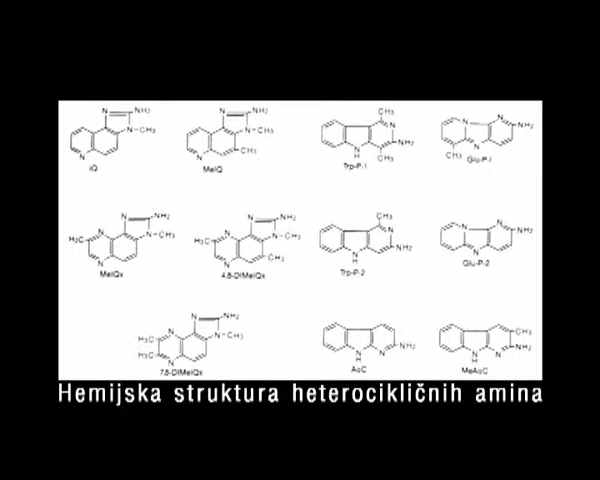 IQ
MeIQ
Trp-P-1
Glu-P-1
MeIQx
4,8-DIMeIQx
Trp-P-2
Glu-P-2
7,8-DIMeIQx
AαC
MeAαC
N NH₂ N CH₃ N
N NH₂ N CH₃ CH₃ N
CH₃ N NH₂ CH₃ N H
N N NH₂ CH₃ N
N NH₂ N CH₃ H₃C N N
N NH₂ N CH₃ H₃C N CH₃ N
CH₃ N NH₂ N H
N N NH₂ N
N NH₂ N CH₃ H₃C N H₃C N
N H N NH₂
CH₃ N H N NH₂
Hemijska struktura heterocikličnih amina